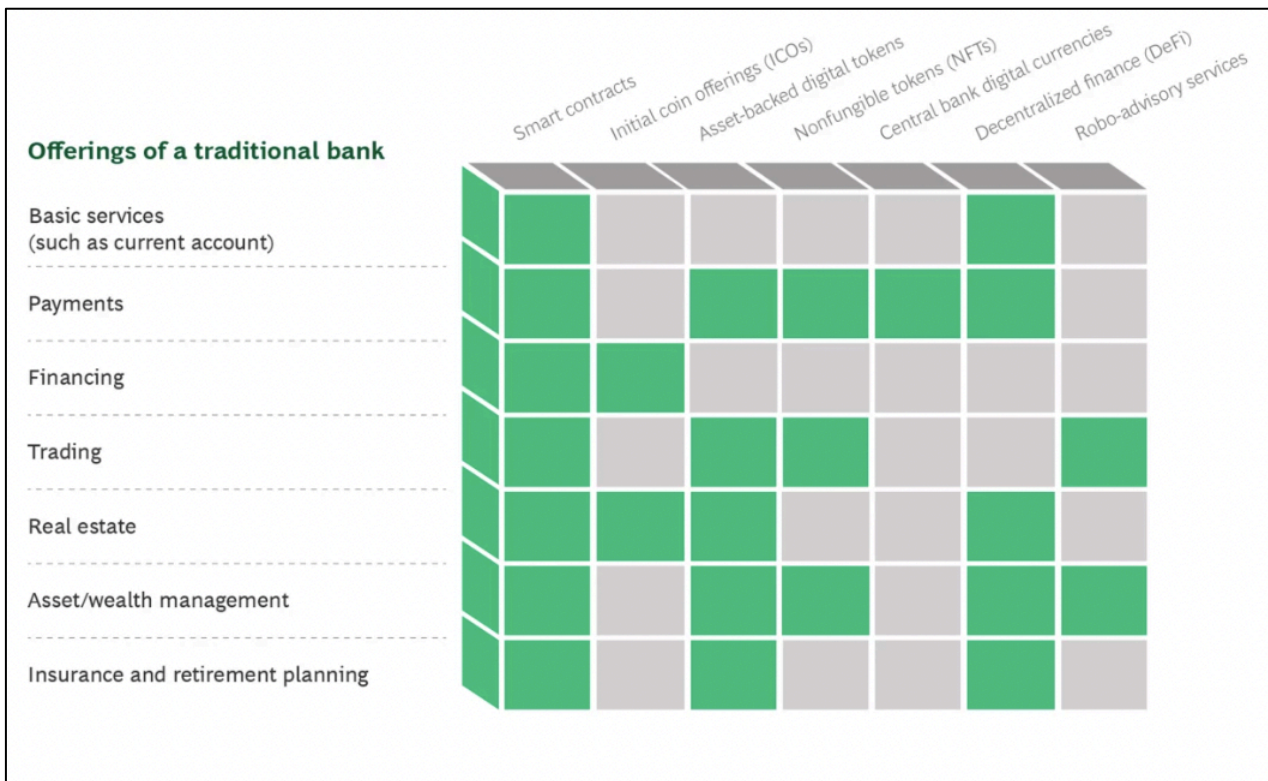 Smart contracts
Initial coin offerings (ICOs)
Asset-backed digital tokens
Nonfungible tokens (NFTs)
Central bank digital currencies
Decentralized finance (DeFi)
Robo-advisory services
Offerings of a traditional bank
Basic services
(such as current account)
Payments
Financing
Trading
Real estate
Asset/wealth management
Insurance and retirement planning